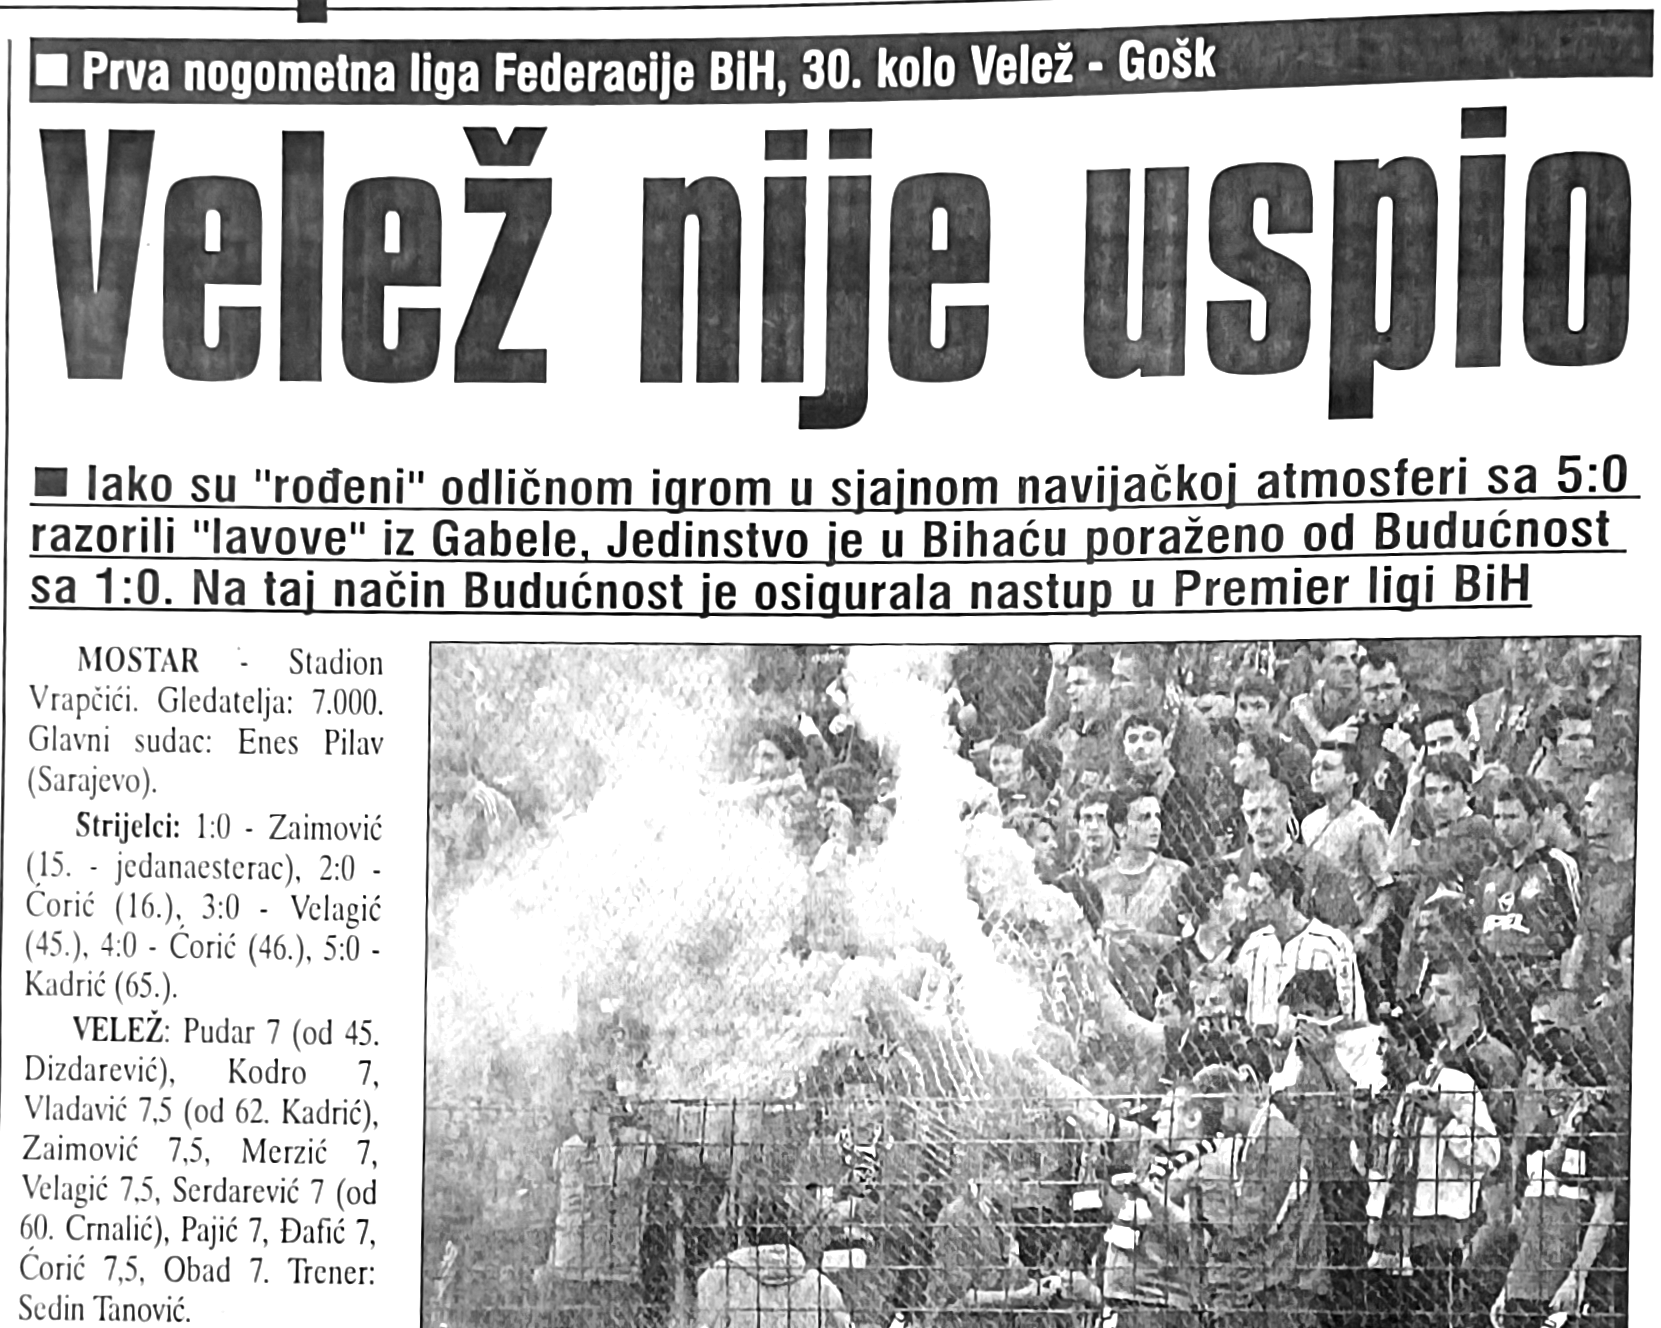 Prva nogometna liga Federacije BiH, 30. kolo Velež - Gošk
Velež nije uspio
Iako su "rođeni" odličnom igrom u sjajnom navijačkoj atmosferi sa 5:0
razorili "lavove" iz Gabele, Jedinstvo je u Bihaću poraženo od Budućnost
sa 1:0. Na taj način Budućnost je osigurala nastup u Premier ligi BiH
MOSTAR - Stadion
Vrapčići. Gledatelja: 7.000.
Glavni sudac: Enes Pilav
(Sarajevo).
Strijelci: 1:0 - Zaimović
(15. - jedanaesterac), 2:0 -
Ćorić (16.), 3:0 - Velagić
(45.), 4:0 - Ćorić (46.), 5:0 -
Kadrić (65.).
VELEŽ: Pudar 7 (od 45.
Dizdarević), Kodro 7,
Vladavić 7,5 (od 62. Kadrić),
Zaimović 7,5, Merzić 7,
Velagić 7,5, Serdarević 7 (od
60. Crnalić), Pajić 7, Đafić 7,
Ćorić 7,5, Obad 7. Trener:
Sedin Tanović.